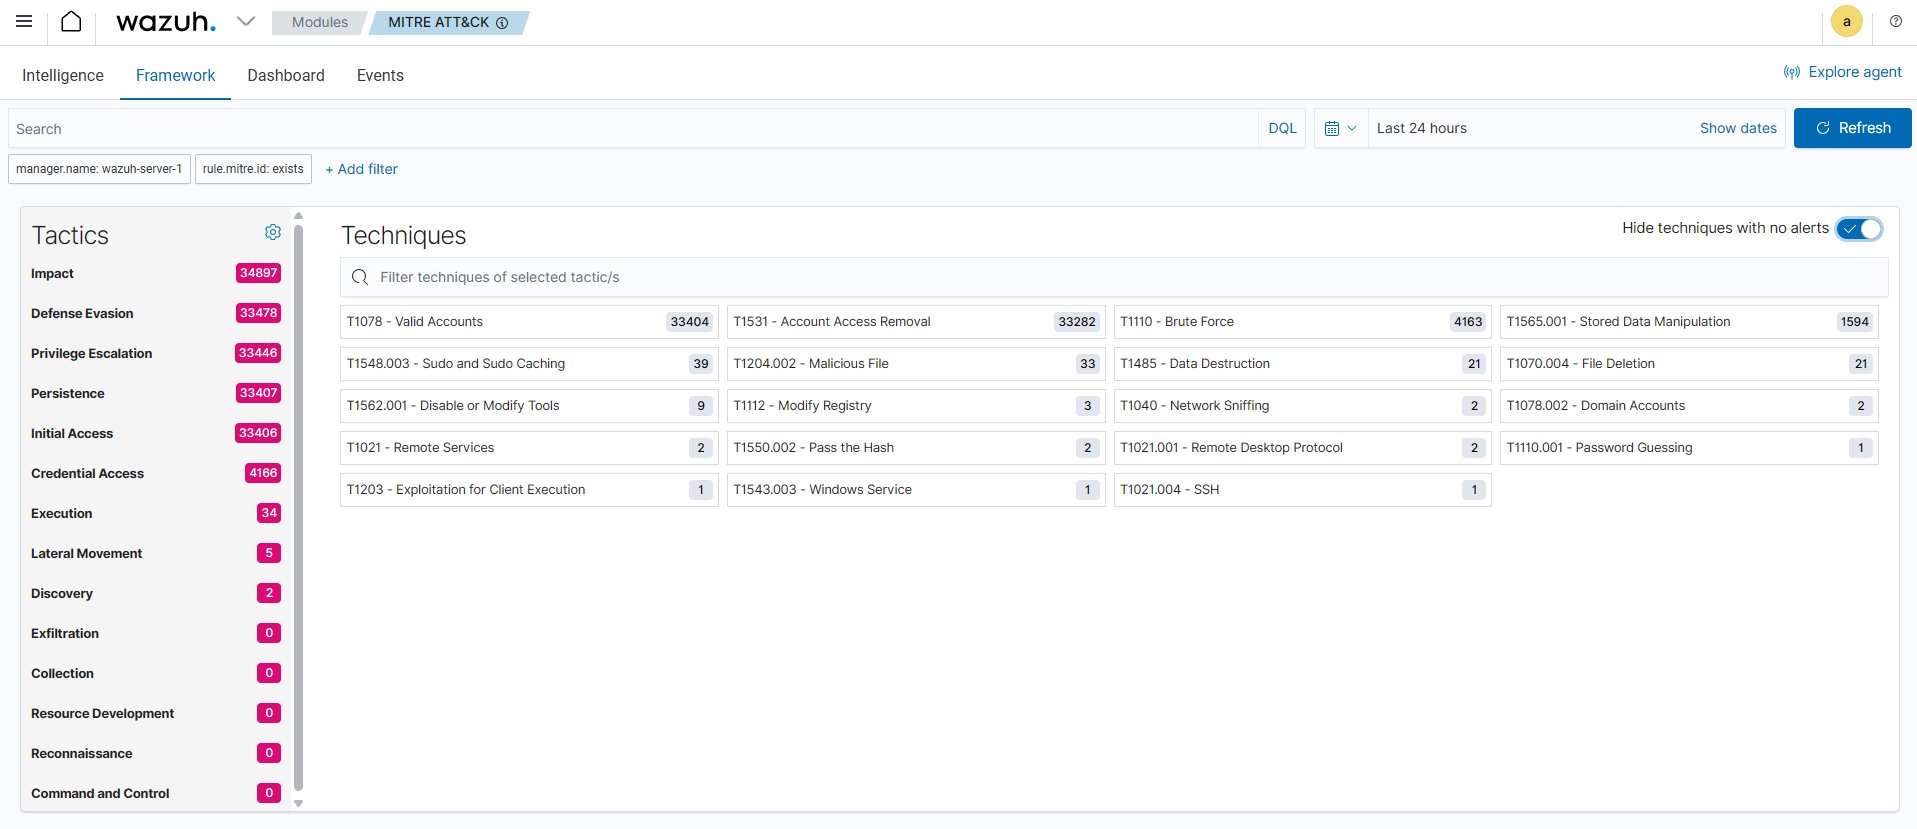 wazuh. Modules MITRE ATT&CK a
Intelligence Framework Dashboard Events Explore agent
Search DQL Last 24 hours Show dates Refresh
manager.name: wazuh-server-1 rule.mitre.id: exists + Add filter
Tactics
Impact 34897
Defense Evasion 33478
Privilege Escalation 33446
Persistence 33407
Initial Access 33406
Credential Access 4166
Execution 34
Lateral Movement 5
Discovery 2
Exfiltration 0
Collection 0
Resource Development 0
Reconnaissance 0
Command and Control 0
Techniques Hide techniques with no alerts
Filter techniques of selected tactic/s
T1078 - Valid Accounts 33404 T1531 - Account Access Removal 33282 T1110 - Brute Force 4163 T1565.001 - Stored Data Manipulation 1594
T1548.003 - Sudo and Sudo Caching 39 T1204.002 - Malicious File 33 T1485 - Data Destruction 21 T1070.004 - File Deletion 21
T1562.001 - Disable or Modify Tools 9 T1112 - Modify Registry 3 T1040 - Network Sniffing 2 T1078.002 - Domain Accounts 2
T1021 - Remote Services 2 T1550.002 - Pass the Hash 2 T1021.001 - Remote Desktop Protocol 2 T1110.001 - Password Guessing 1
T1203 - Exploitation for Client Execution 1 T1543.003 - Windows Service 1 T1021.004 - SSH 1